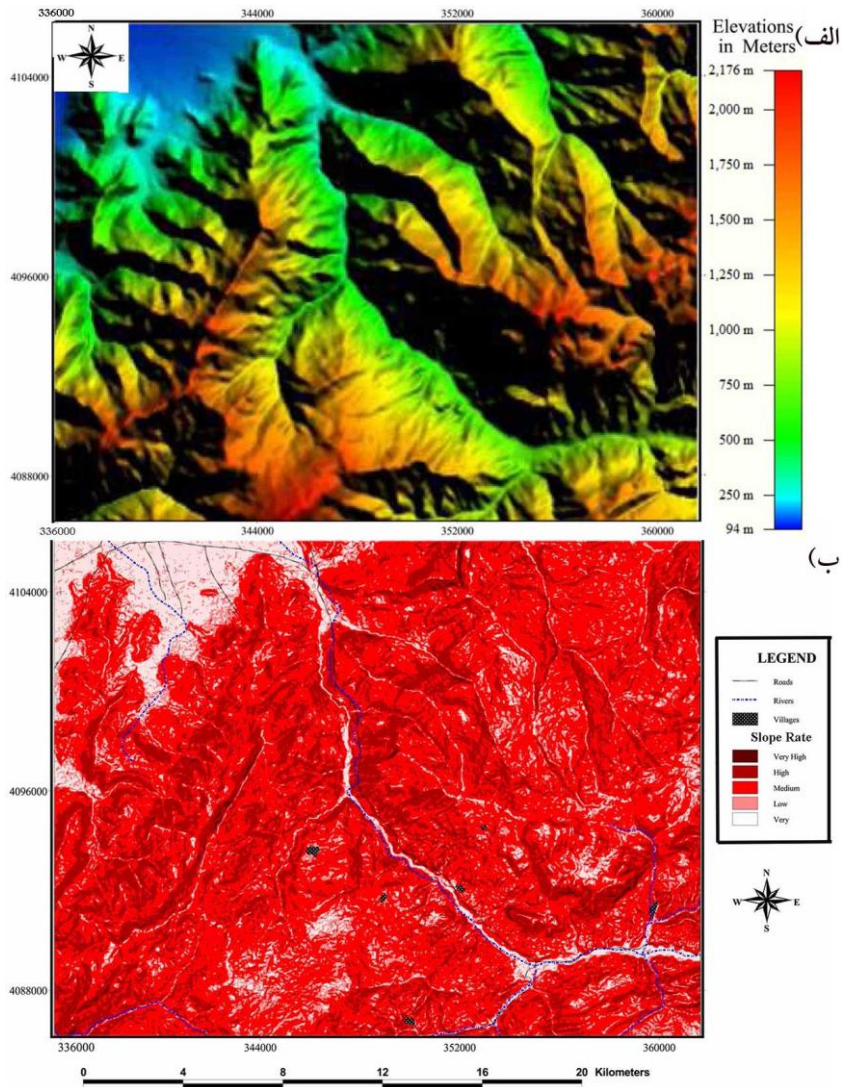 336000 344000 352000 360000
N
W E
S
4104000
4096000
4088000
Elevations
in Meters
الف)
2,176 m
2,000 m
1,750 m
1,500 m
1,250 m
1,000 m
750 m
500 m
250 m
94 m
336000 344000 352000 360000
ب)
4104000
4096000
4088000
LEGEND
Roads
Rivers
Villages
Slope Rate
Very High
High
Medium
Low
Very
N
W E
S
336000 344000 352000 360000
0 4 8 12 16 20 Kilometers